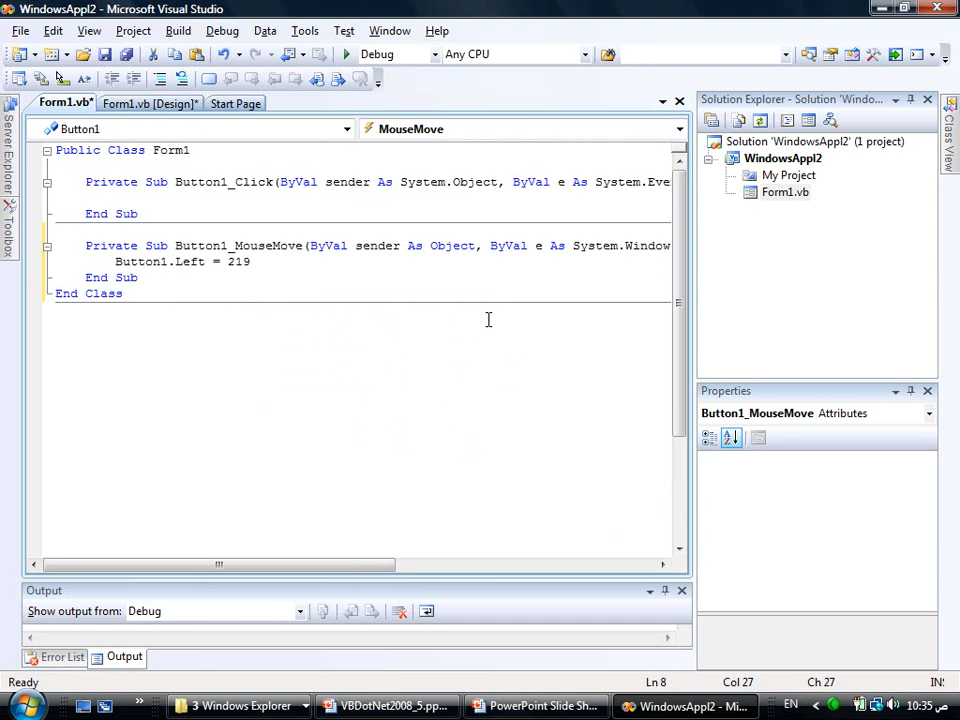 WindowsAppl2 - Microsoft Visual Studio
File Edit View Project Build Debug Data Tools Test Window Help
Debug Any CPU
Form1.vb* Form1.vb [Design]* Start Page
Button1 MouseMove
Public Class Form1
Private Sub Button1_Click(ByVal sender As System.Object, ByVal e As System.Eve
End Sub
Private Sub Button1_MouseMove(ByVal sender As Object, ByVal e As System.Window
Button1.Left = 219
End Sub
End Class
Server Explorer
Toolbox
Solution Explorer - Solution 'Windo...
Solution 'WindowsAppl2' (1 project)
WindowsAppl2
My Project
Form1.vb
Class View
Properties
Button1_MouseMove Attributes
Output
Show output from: Debug
Error List Output
Ready Ln 8 Col 27 Ch 27 INS
3 Windows Explorer VBDotNet2008_5.pp... PowerPoint Slide Sh... WindowsAppl2 - Mi... EN 10:35 ص